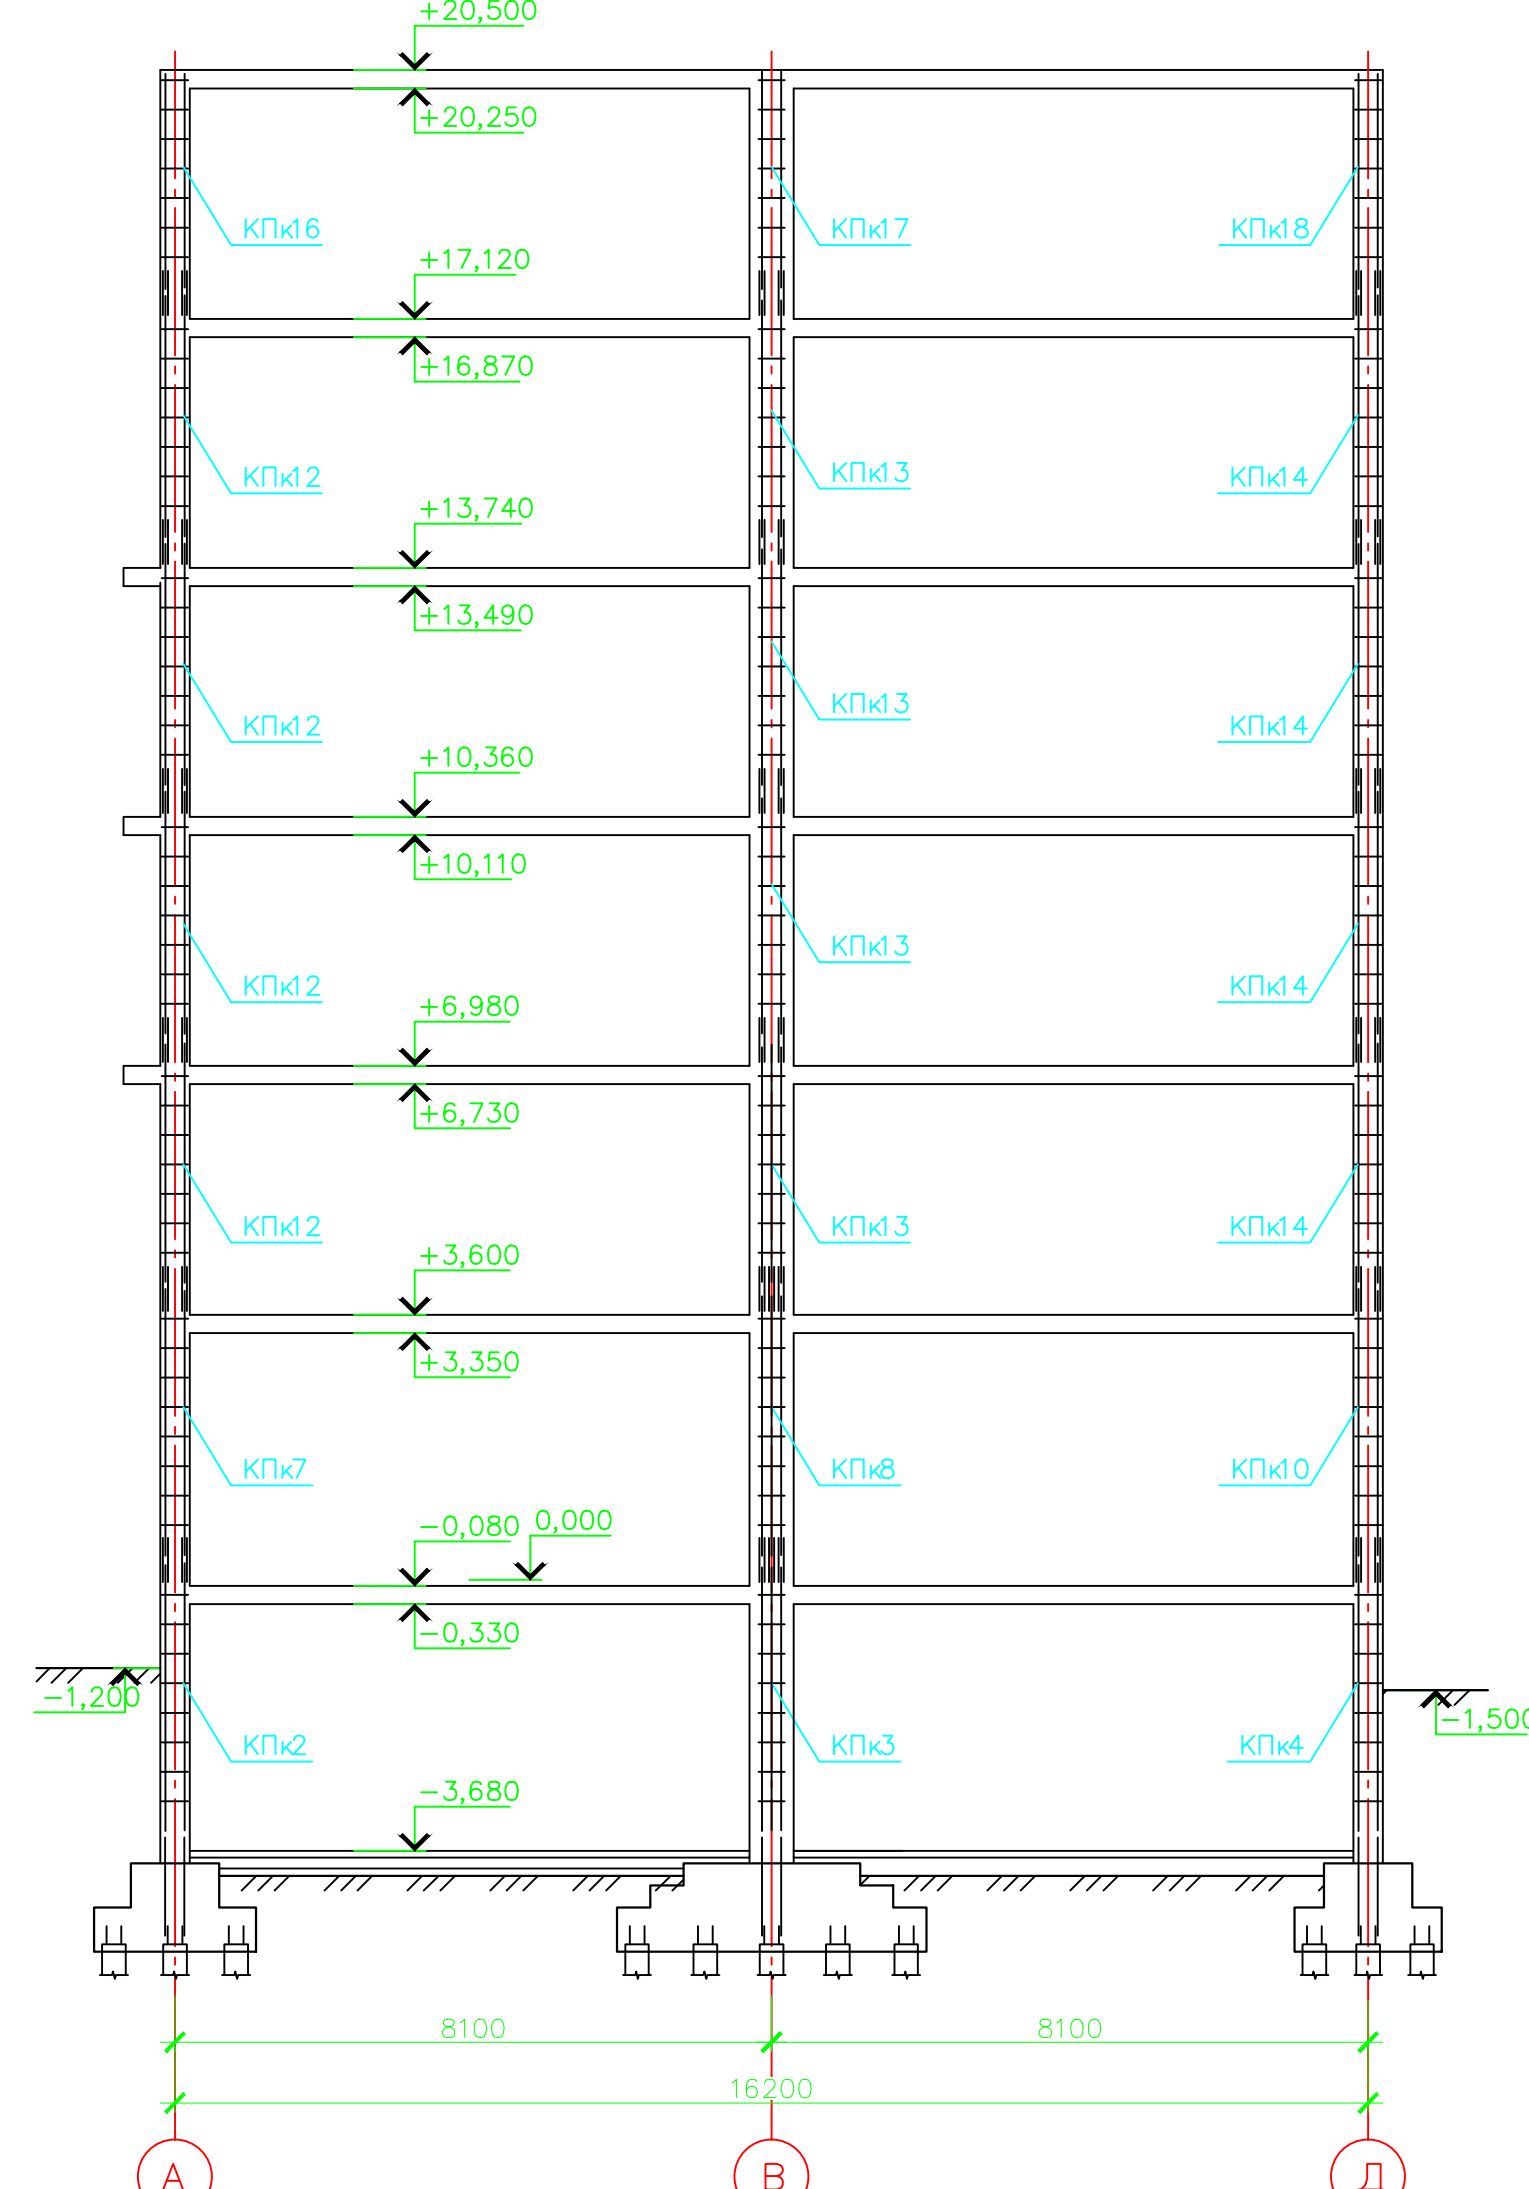 +20,500
+20,250
КПк16
КПк17
КПк18
+17,120
+16,870
КПк12
КПк13
КПк14
+13,740
+13,490
КПк12
КПк13
КПк14
+10,360
+10,110
КПк12
КПк13
КПк14
+6,980
+6,730
КПк12
КПк13
КПк14
+3,600
+3,350
КПк7
КПк8
КПк10
-0,080
0,000
-0,330
-1,200
-1,500
КПк2
КПк3
КПк4
-3,680
8100
8100
16200
А
В
Д